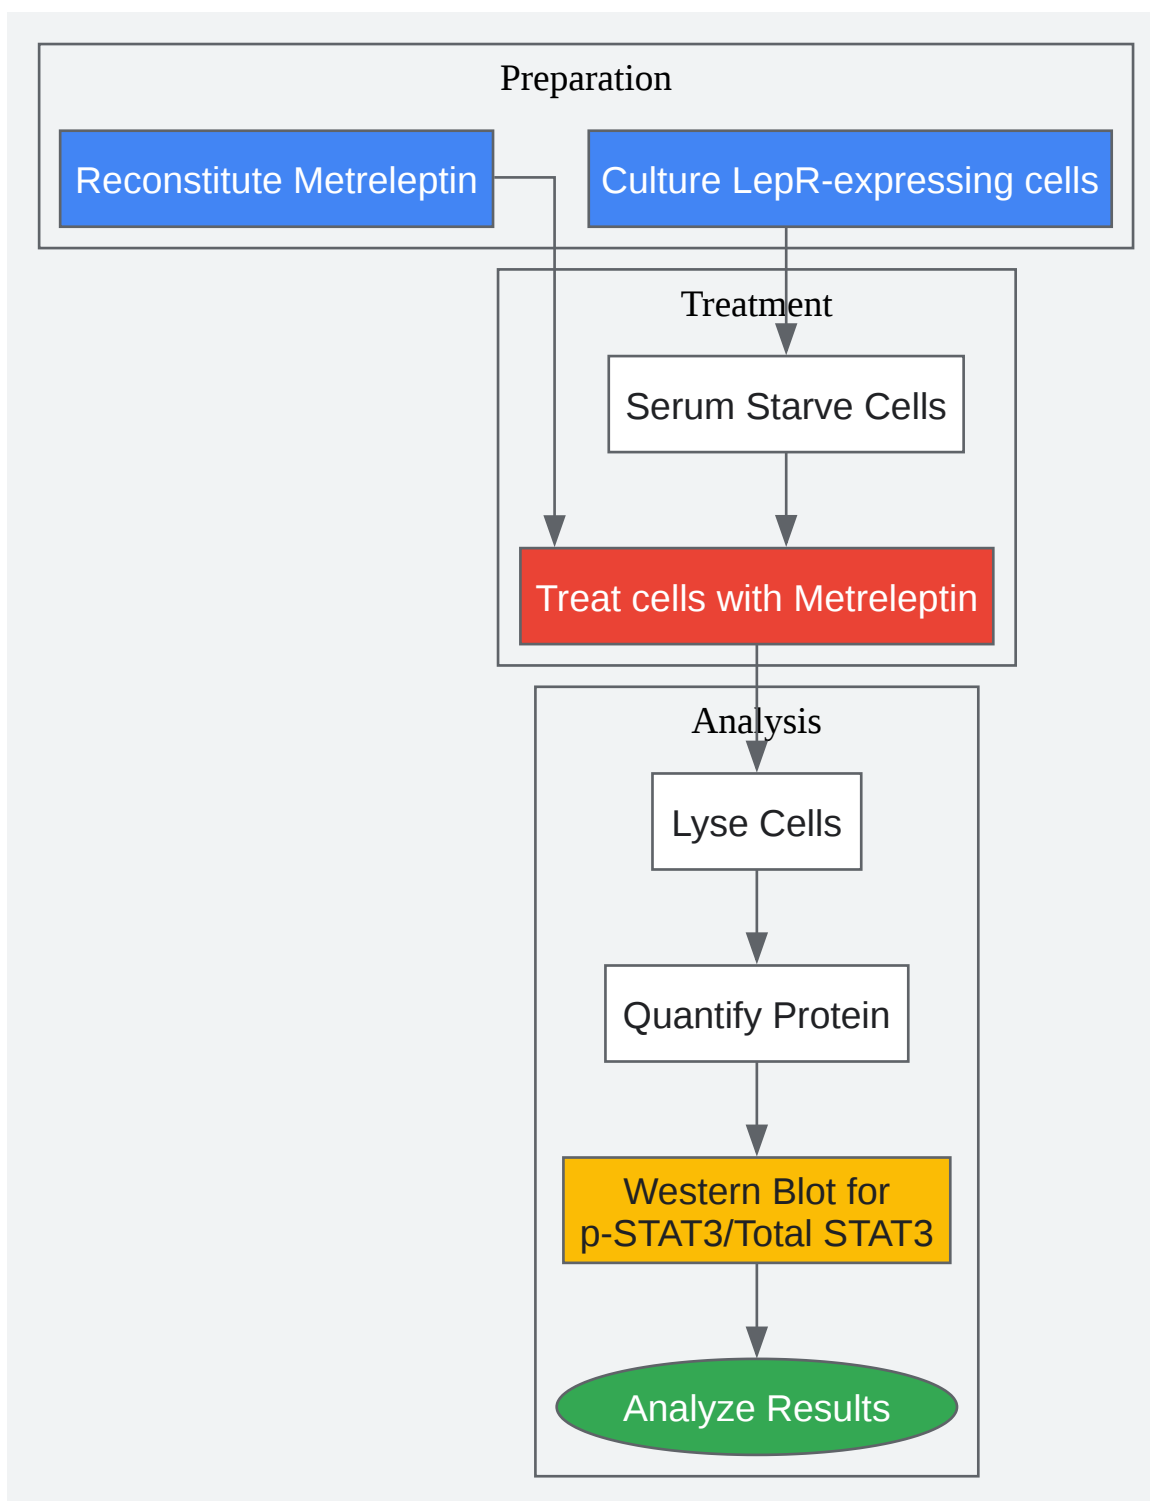 Preparation
Reconstitute Metreleptin
Culture LepR-expressing cells
Treatment
Serum Starve Cells
Treat cells with Metreleptin
Analysis
Lyse Cells
Quantify Protein
Western Blot for
p-STAT3/Total STAT3
Analyze Results